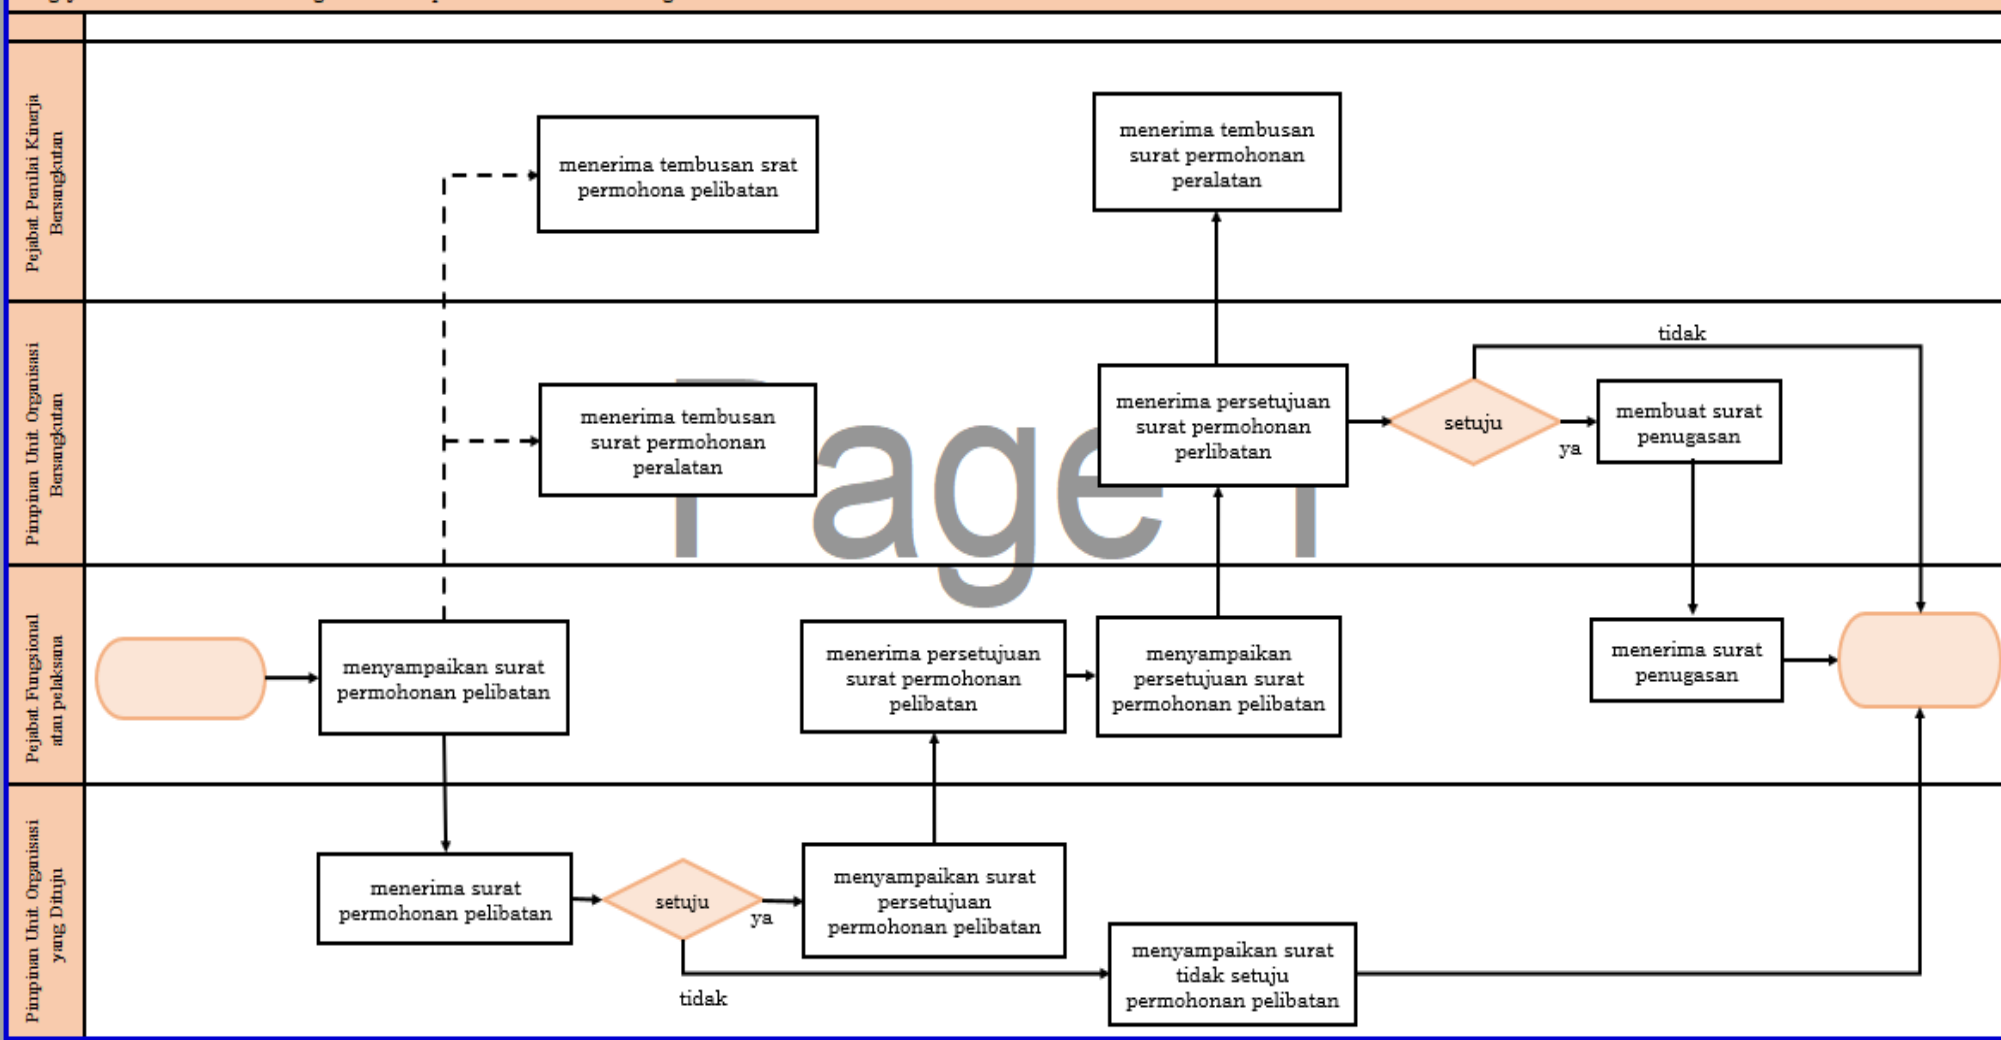 Pejabat Penilai Kinerja
Bersangkutan
menerima tembusan srat
permohona pelibatan
menerima tembusan
surat permohonan
peralatan
Pimpinan Unit Organisasi
Bersangkutan
menerima tembusan
surat permohonan
peralatan
menerima persetujuan
surat permohonan
perlibatan
setuju
tidak
ya
membuat surat
penugasan
Page 1
Pejabat Fungsional
atau pelaksana
menyampaikan surat
permohonan pelibatan
menerima persetujuan
surat permohonan
pelibatan
menyampaikan
persetujuan surat
permohonan pelibatan
menerima surat
penugasan
Pimpinan Unit Organisasi
yang Dituju
menerima surat
permohonan pelibatan
setuju
ya
tidak
menyampaikan surat
persetujuan
permohonan pelibatan
menyampaikan surat
tidak setuju
permohonan pelibatan